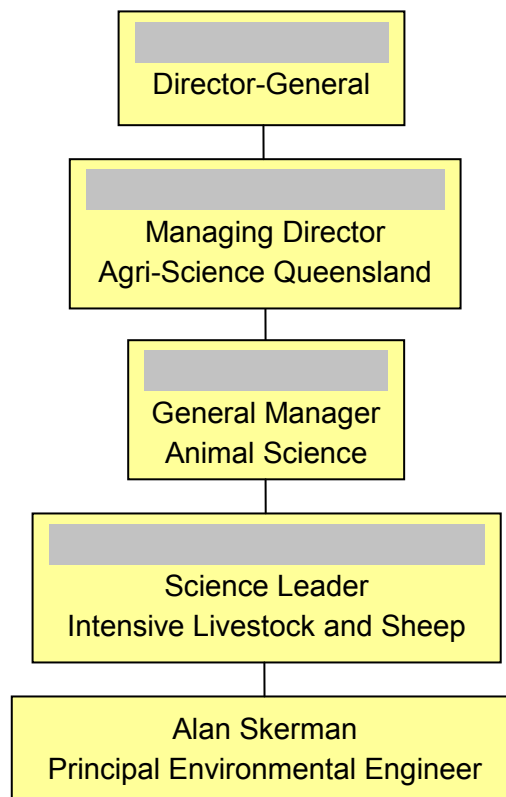 Director-General
Managing Director
Agri-Science Queensland
General Manager
Animal Science
Science Leader
Intensive Livestock and Sheep
Alan Skerman
Principal Environmental Engineer